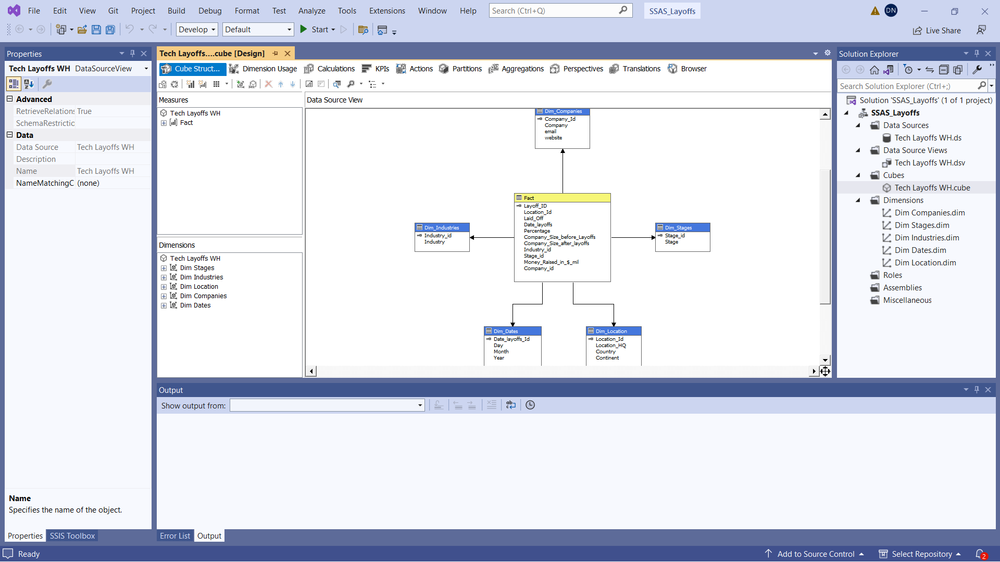 File Edit View Git Project Build Debug Format Test Analyze Tools Extensions Window Help Search (Ctrl+Q) SSAS_Layoffs DN
Develop Default Start Live Share
Properties
Tech Layoffs WH DataSourceView
Advanced
RetrieveRelations True
SchemaRestrictic
Data
Data Source Tech Layoffs WH
Description
Name Tech Layoffs WH
NameMatchingC (none)
Name
Specifies the name of the object.
Properties SSIS Toolbox
Tech Layoffs....cube [Design]
Cube Struct... Dimension Usage Calculations KPIs Actions Partitions Aggregations Perspectives Translations Browser
Measures
Tech Layoffs WH
Fact
Dimensions
Tech Layoffs WH
Dim Stages
Dim Industries
Dim Location
Dim Companies
Dim Dates
Data Source View
Dim_Companies
Company_Id
Company
email
website
Fact
Layoff_ID
Location_Id
Laid_Off
Date_layoffs
Percentage
Company_Size_before_Layoffs
Company_Size_after_layoffs
Industry_id
Stage_id
Money_Raised_in_$_mil
Company_id
Dim_Industries
Industry_id
Industry
Dim_Stages
Stage_id
Stage
Dim_Dates
Date_layoffs_Id
Day
Month
Year
Dim_Location
Location_Id
Location_HQ
Country
Continent
Solution Explorer
Search Solution Explorer (Ctrl+;)
Solution 'SSAS_Layoffs' (1 of 1 project)
SSAS_Layoffs
Data Sources
Tech Layoffs WH.ds
Data Source Views
Tech Layoffs WH.dsv
Cubes
Tech Layoffs WH.cube
Dimensions
Dim Companies.dim
Dim Stages.dim
Dim Industries.dim
Dim Dates.dim
Dim Location.dim
Roles
Assemblies
Miscellaneous
Output
Show output from:
Error List Output
Ready Add to Source Control Select Repository 2